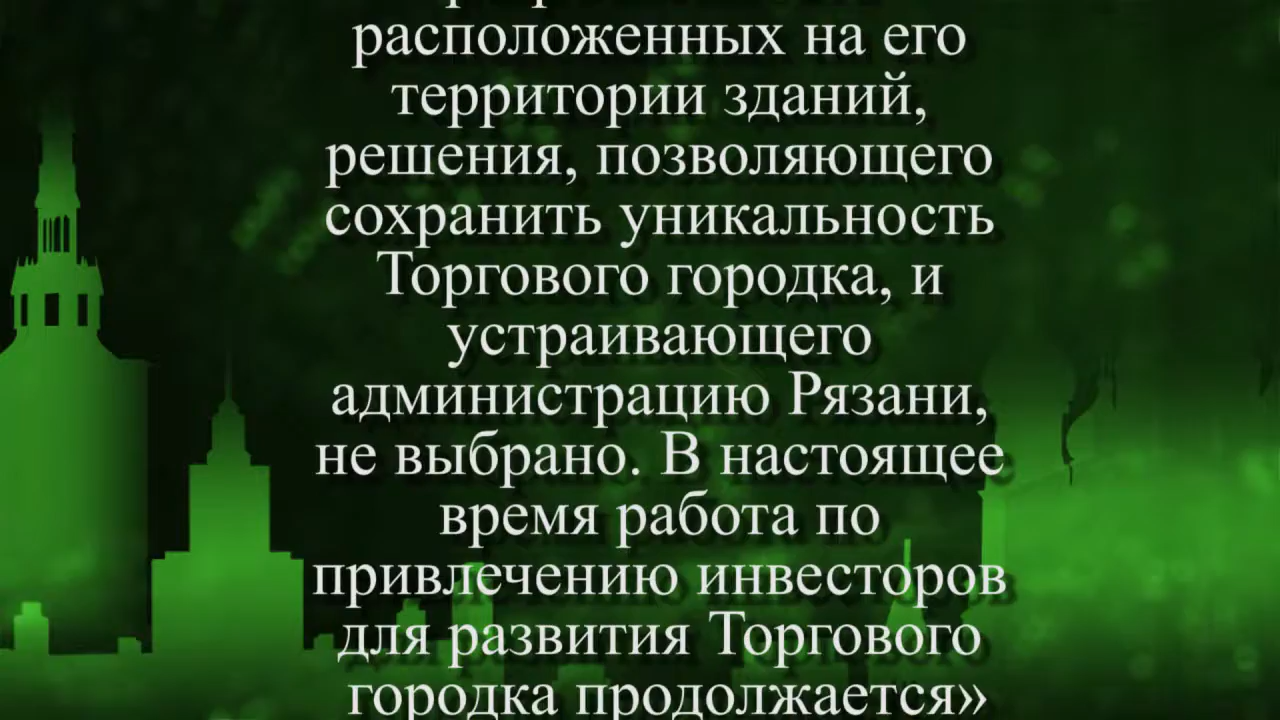 расположенных на его
территории зданий,
решения, позволяющего
сохранить уникальность
Торгового городка, и
устраивающего
администрацию Рязани,
не выбрано. В настоящее
время работа по
привлечению инвесторов
для развития Торгового
городка продолжается»